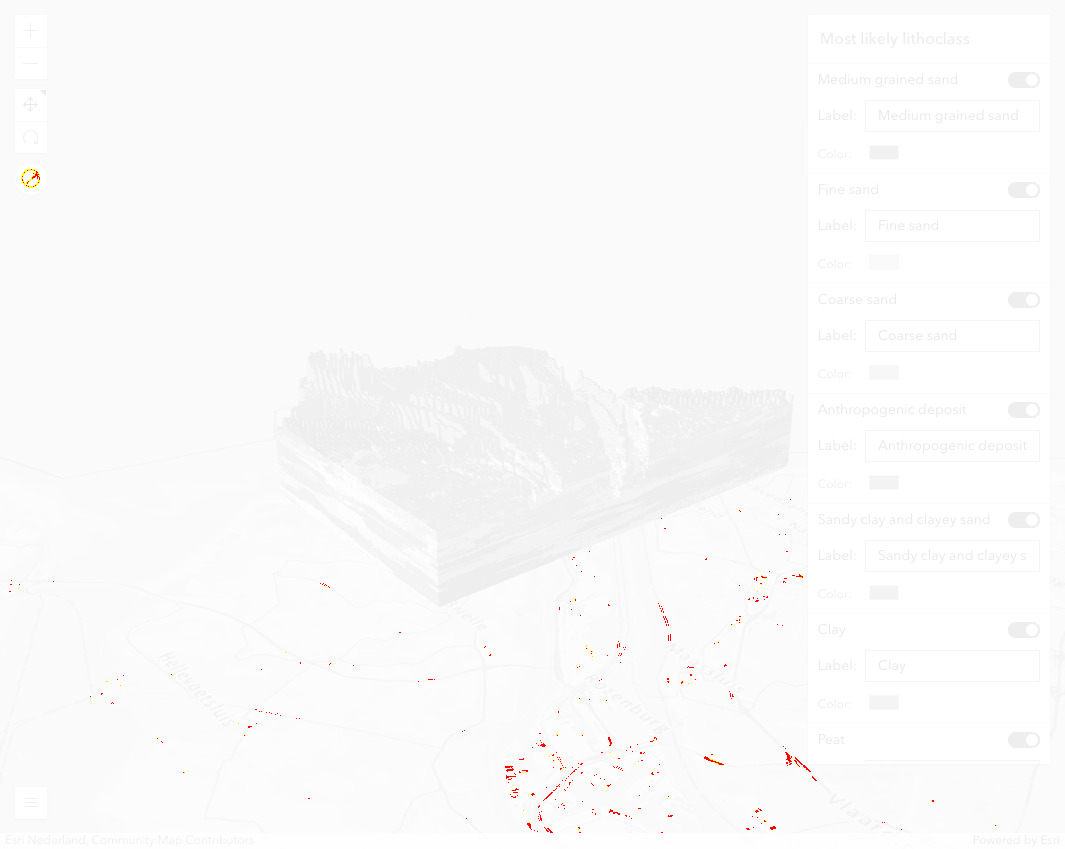 Most likely lithoclass
Medium grained sand
Label: Medium grained sand
Color:
Fine sand
Label: Fine sand
Color:
Coarse sand
Label: Coarse sand
Color:
Anthropogenic deposit
Label: Anthropogenic deposit
Color:
Sandy clay and clayey sand
Label: Sandy clay and clayey s
Color:
Clay
Label: Clay
Color:
Peat
Hellevoetsluis
Vlaar
Esri Nederland, Community Map Contributors
Powered by Esri